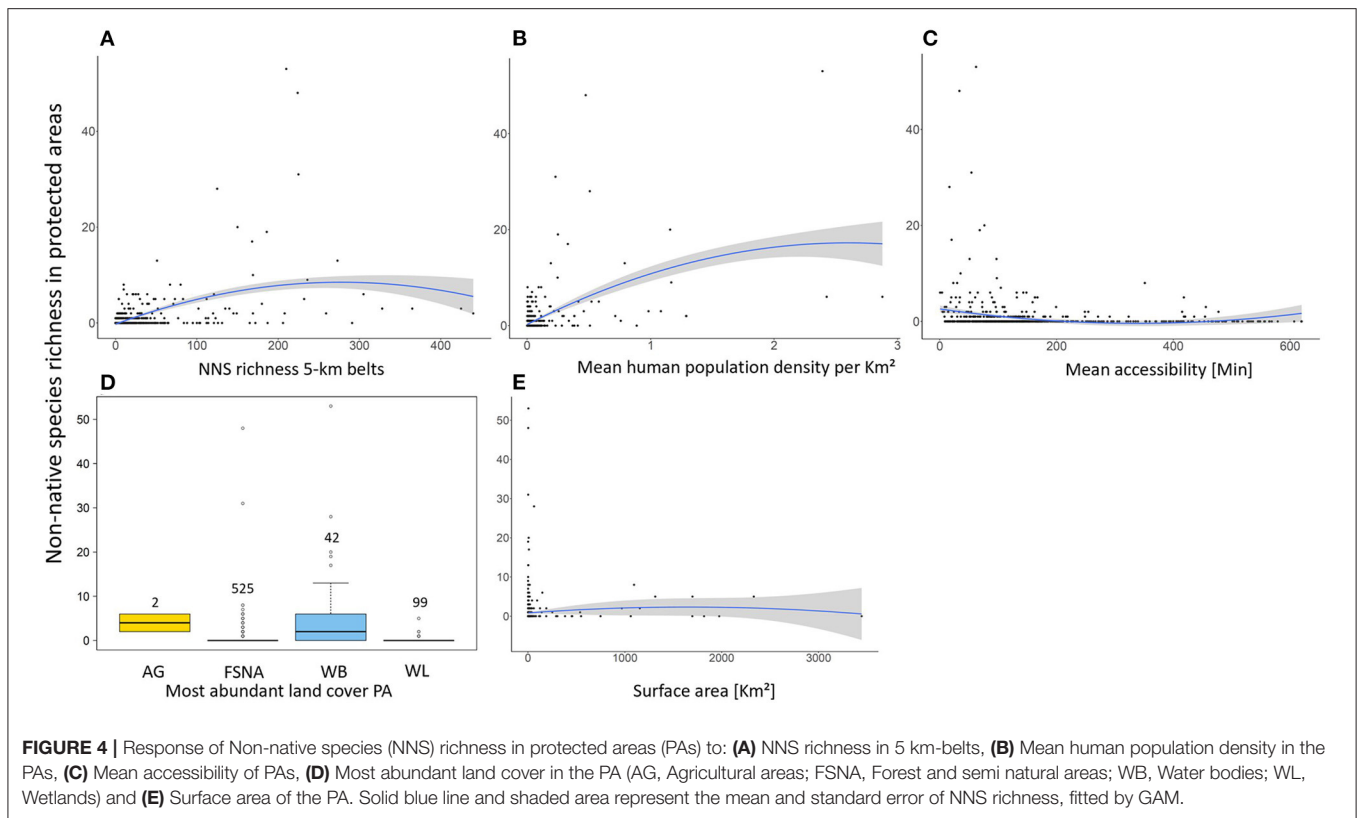 A
B
C
Non-native species richness in protected areas
40
20
0
0 100 200 300 400
NNS richness 5-km belts
40
20
0
0 1 2 3
Mean human population density per Km²
40
20
0
0 200 400 600
Mean accessibility [Min]
D
E
50
40
30
20
10
0
2
525
42
99
AG FSNA WB WL
Most abundant land cover PA
50
40
30
20
10
0
0 1000 2000 3000
Surface area [Km²]
FIGURE 4 | Response of Non-native species (NNS) richness in protected areas (PAs) to: (A) NNS richness in 5 km-belts, (B) Mean human population density in the
PAs, (C) Mean accessibility of PAs, (D) Most abundant land cover in the PA (AG, Agricultural areas; FSNA, Forest and semi natural areas; WB, Water bodies; WL,
Wetlands) and (E) Surface area of the PA. Solid blue line and shaded area represent the mean and standard error of NNS richness, fitted by GAM.